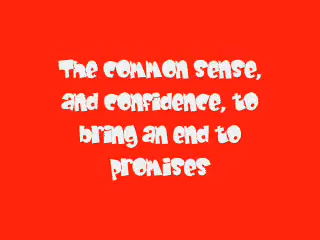 The common sense,
and confidence, to
bring an end to
promises